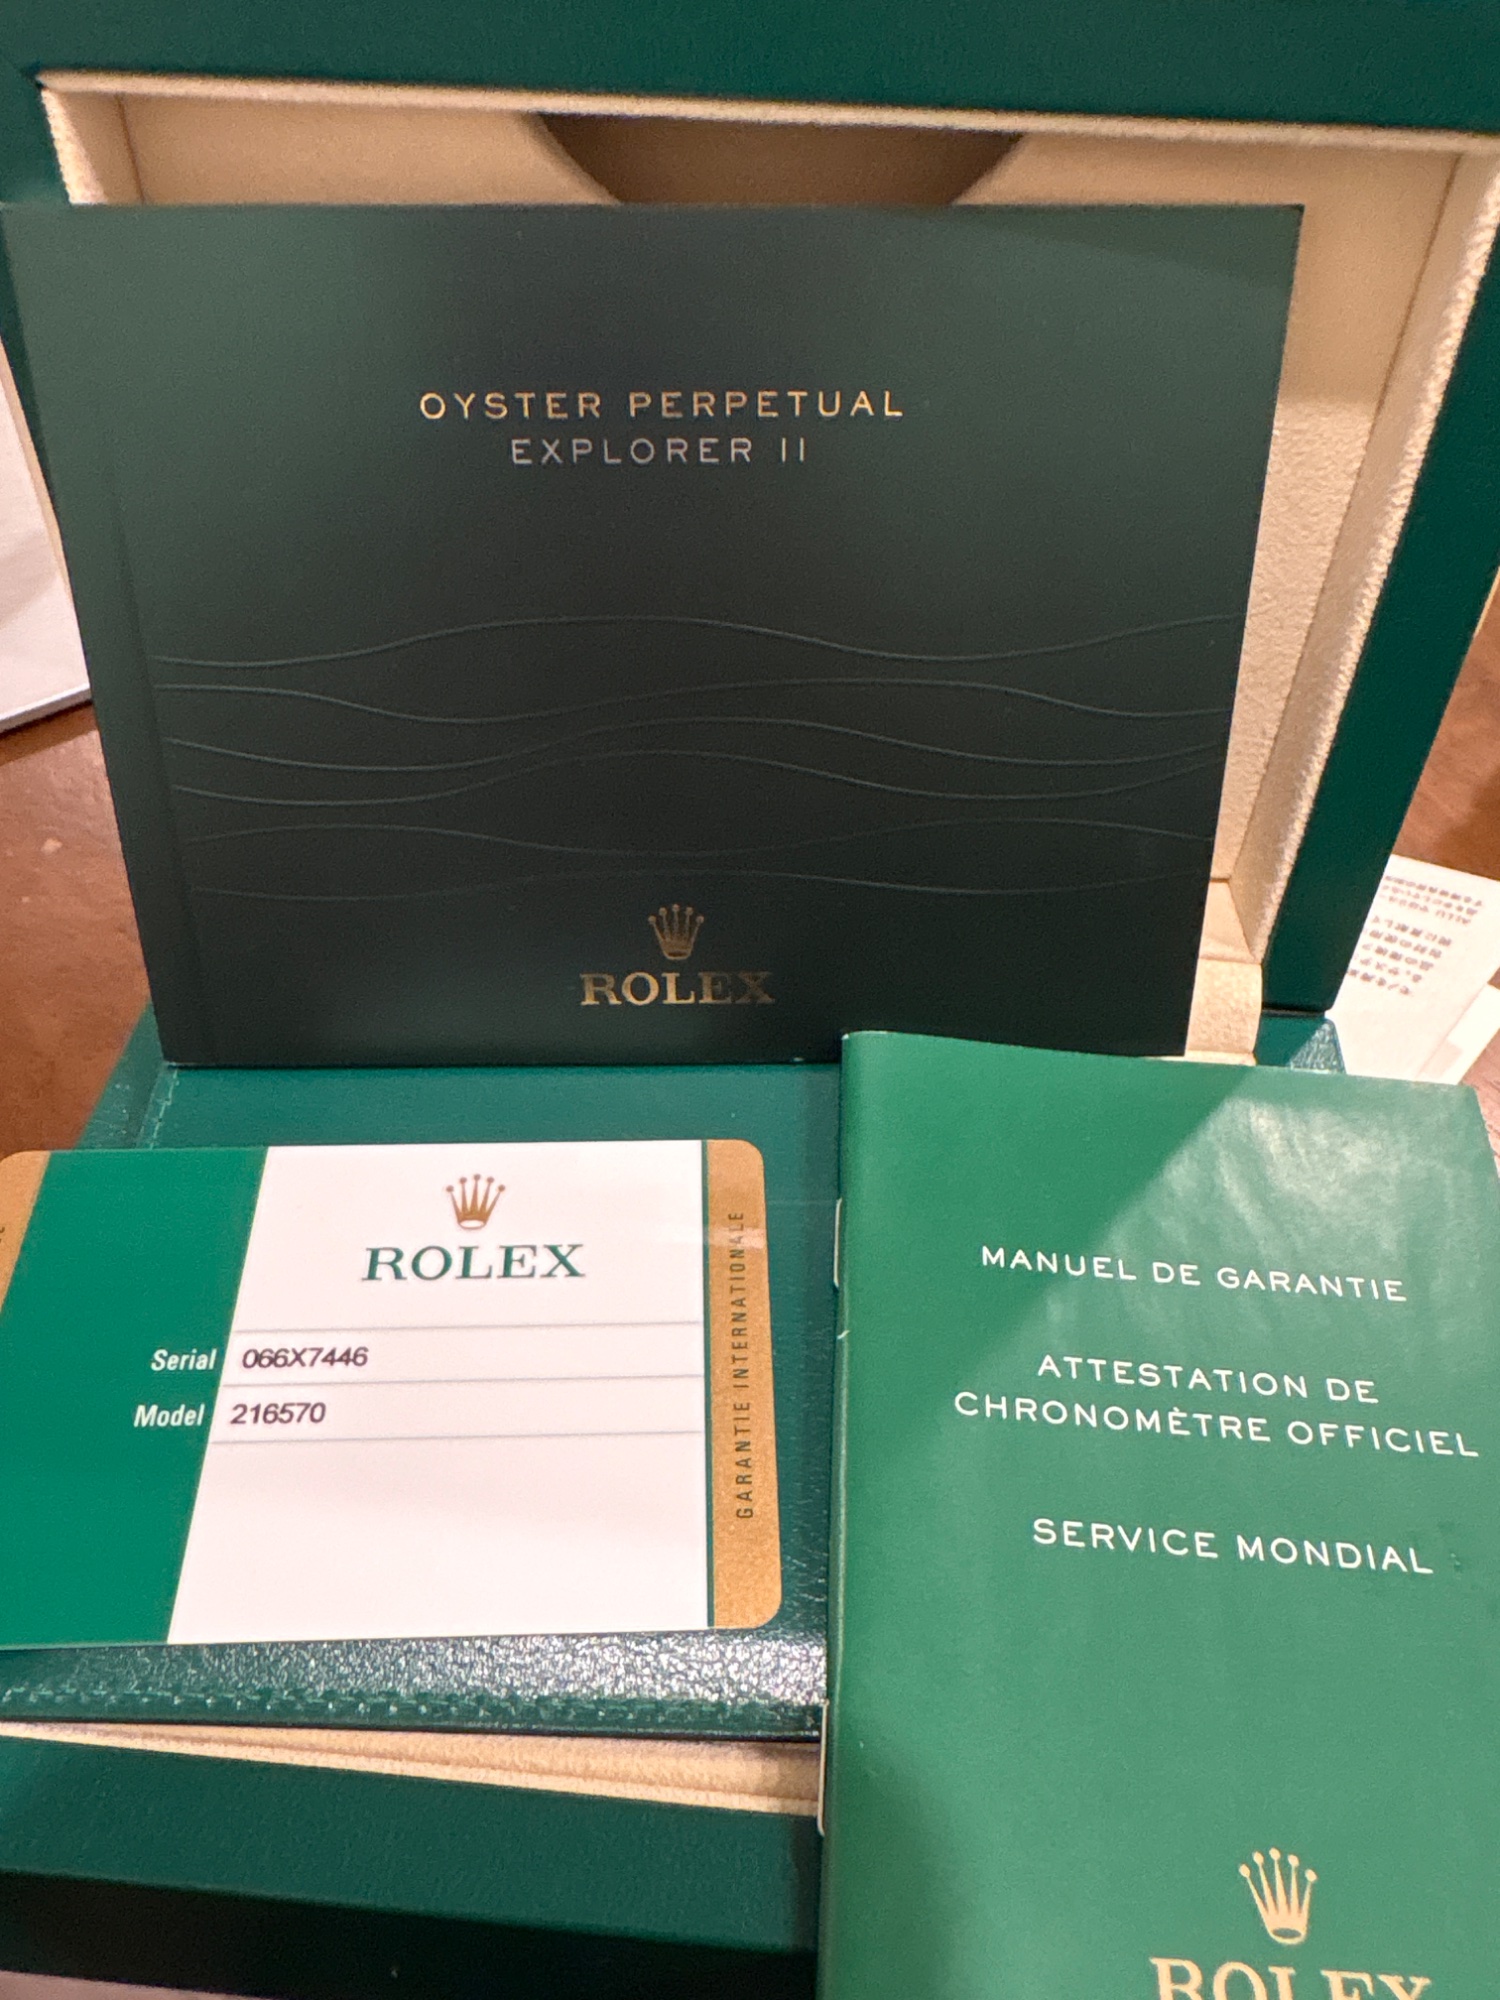 OYSTER PERPETUAL
EXPLORER II
ROLEX
ROLEX
Serial 066X7446
Model 216570
GARANTIE INTERNATIONALE
MANUEL DE GARANTIE
ATTESTATION DE
CHRONOMÈTRE OFFICIEL
SERVICE MONDIAL
ROLEX